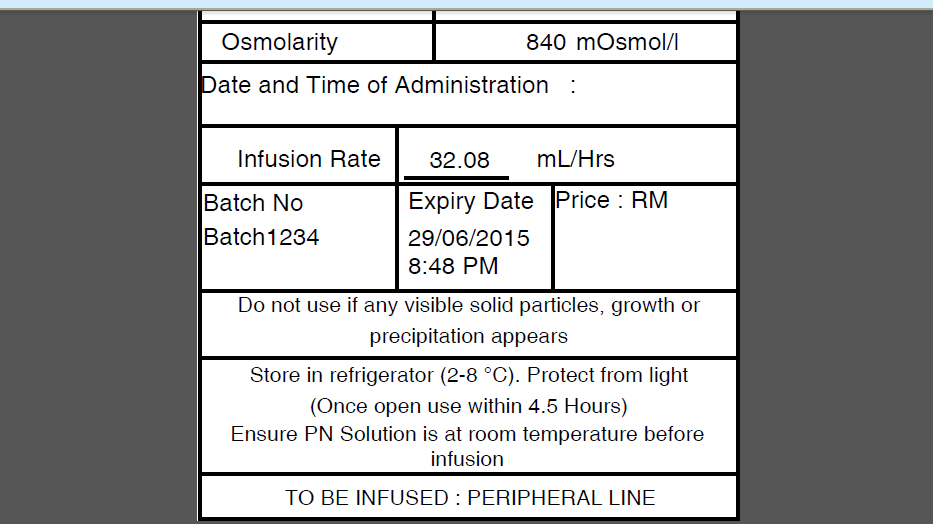 Osmolarity 840 mOsmol/l
Date and Time of Administration :
Infusion Rate 32.08 mL/Hrs
Batch No
Batch1234
Expiry Date
29/06/2015
8:48 PM
Price : RM
Do not use if any visible solid particles, growth or
precipitation appears
Store in refrigerator (2-8 °C). Protect from light
(Once open use within 4.5 Hours)
Ensure PN Solution is at room temperature before
infusion
TO BE INFUSED : PERIPHERAL LINE